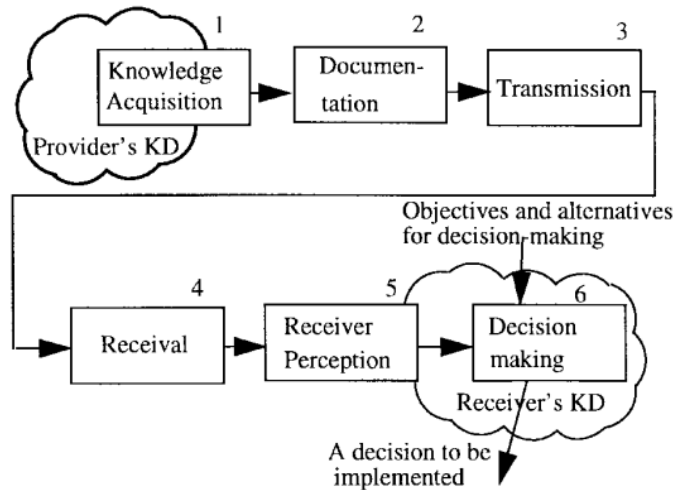 1
Knowledge
Acquisition
Provider's KD
2
Documen-
tation
3
Transmission
Objectives and alternatives
for decision-making
4
Receival
5
Receiver
Perception
6
Decision
making
Receiver's KD
A decision to be
implemented